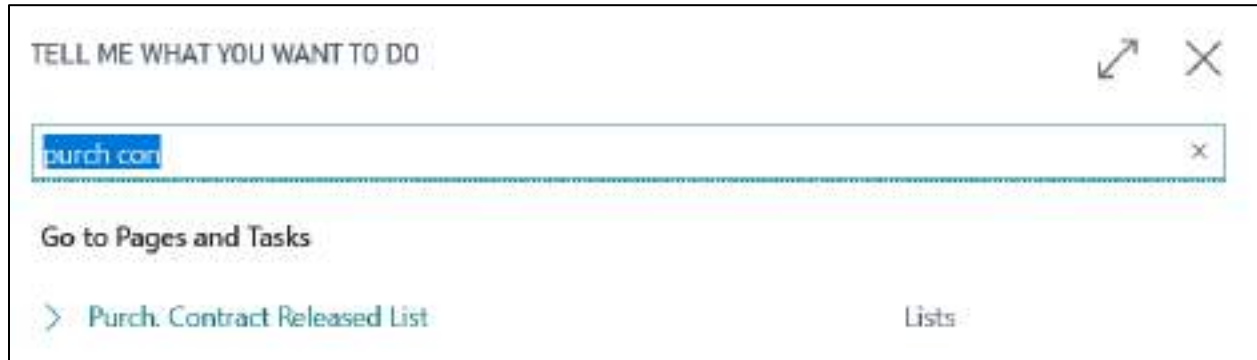 TELL ME WHAT YOU WANT TO DO
purch con
Go to Pages and Tasks
Purch. Contract Released List Lists